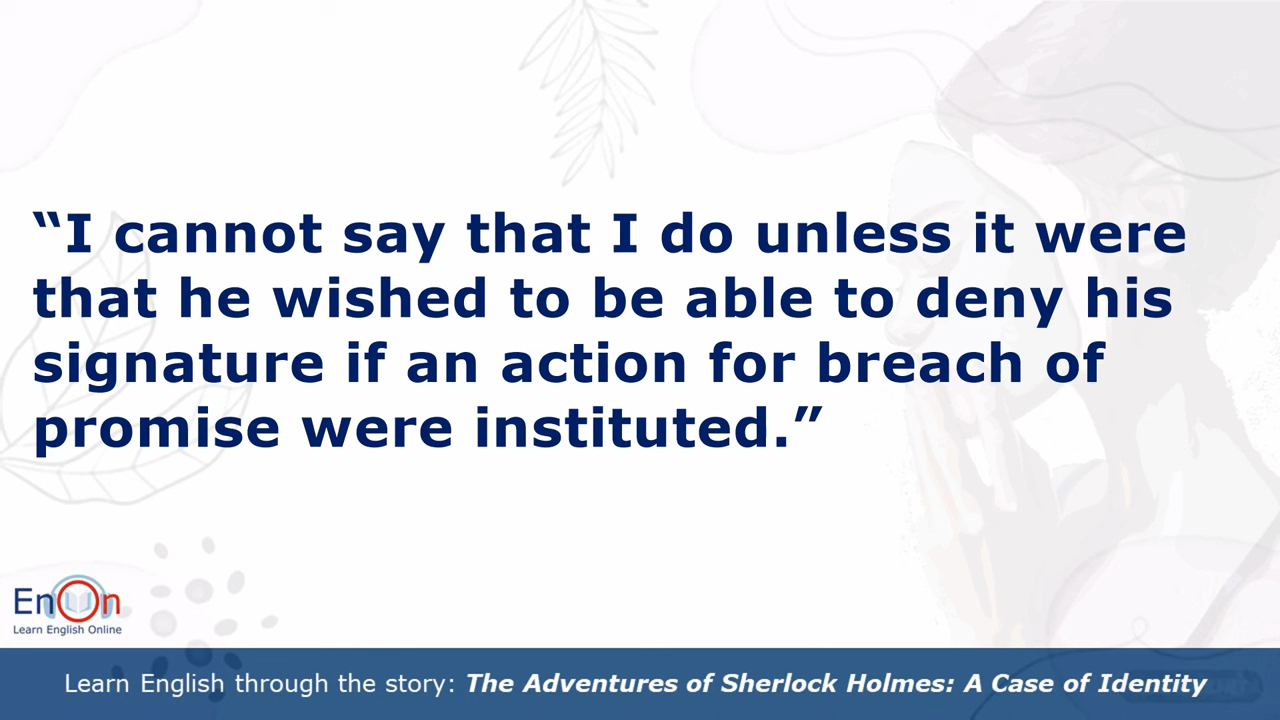 “I cannot say that I do unless it were
that he wished to be able to deny his
signature if an action for breach of
promise were instituted.”
EnOn
Learn English Online
Learn English through the story: The Adventures of Sherlock Holmes: A Case of Identity